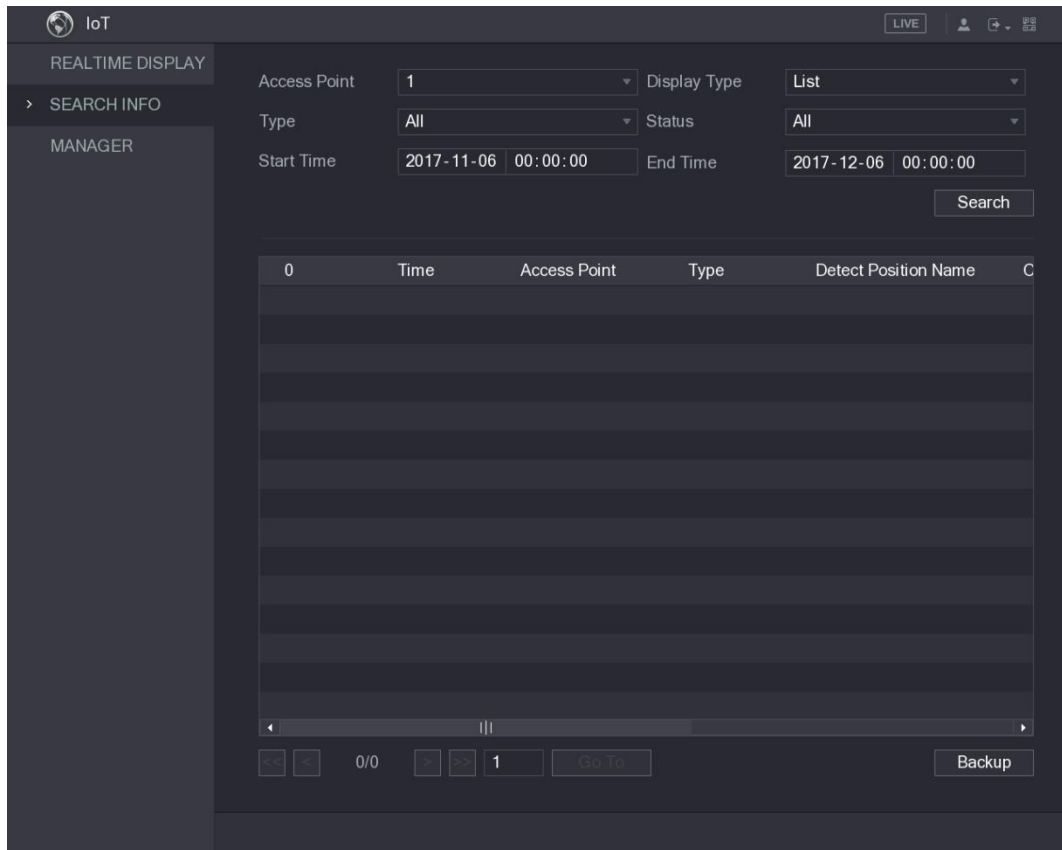 IoT LIVE
REALTIME DISPLAY
SEARCH INFO
MANAGER
Access Point 1 Display Type List
Type All Status All
Start Time 2017-11-06 00:00:00 End Time 2017-12-06 00:00:00
Search
0 Time Access Point Type Detect Position Name
0/0 1 Go To Backup